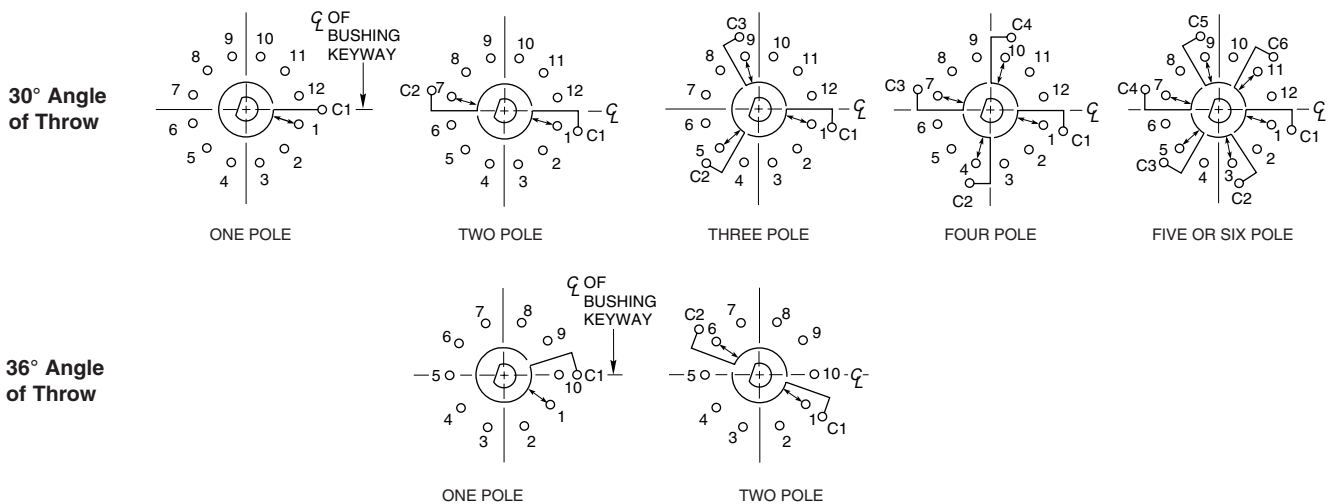 30° Angle
of Throw
℄ OF
BUSHING
KEYWAY
1 2 3 4 5 6 7 8 9 10 11 12 C1
ONE POLE
1 2 3 4 5 6 7 8 9 10 11 12 C1 C2 ℄
TWO POLE
1 2 3 4 5 6 7 8 9 10 11 12 C1 C2 C3 ℄
THREE POLE
1 2 3 4 5 6 7 8 9 10 11 12 C1 C2 C3 C4 ℄
FOUR POLE
1 2 3 4 5 6 7 8 9 10 11 12 C1 C2 C3 C4 C5 C6 ℄
FIVE OR SIX POLE
36° Angle
of Throw
℄ OF
BUSHING
KEYWAY
1 2 3 4 5 6 7 8 9 10 C1
ONE POLE
1 2 3 4 5 6 7 8 9 10 C1 C2 ℄
TWO POLE